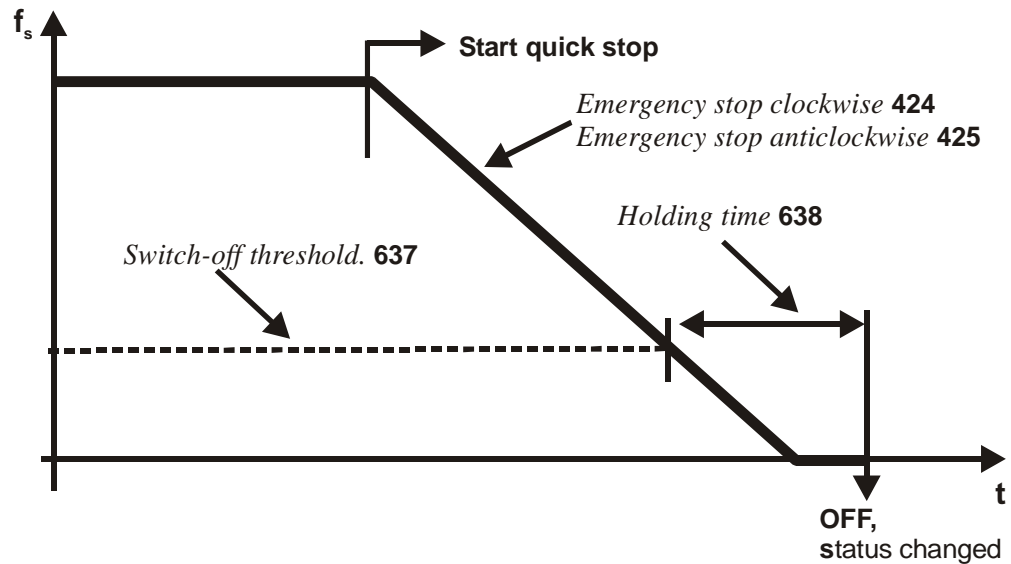 fs
Start quick stop
Emergency stop clockwise 424
Emergency stop anticlockwise 425
Holding time 638
Switch-off threshold. 637
t
OFF,
status changed